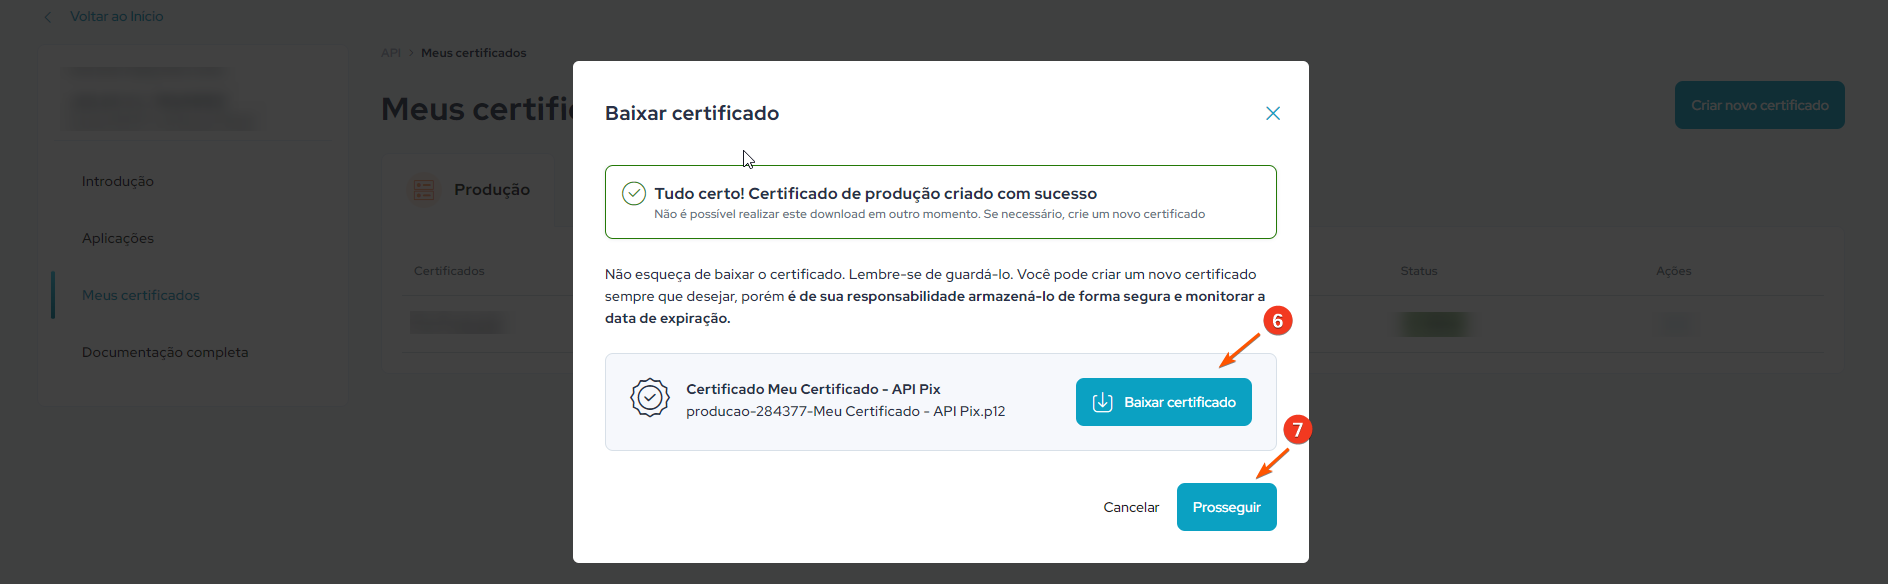 Voltar ao Início
API > Meus certificados
Meus certific
Criar novo certificado
Introdução
Aplicações
Meus certificados
Documentação completa
Produção
Certificados
Status
Ações
Baixar certificado
Tudo certo! Certificado de produção criado com sucesso
Não é possível realizar este download em outro momento. Se necessário, crie um novo certificado
Não esqueça de baixar o certificado. Lembre-se de guardá-lo. Você pode criar um novo certificado
sempre que desejar, porém é de sua responsabilidade armazená-lo de forma segura e monitorar a
data de expiração.
6
Certificado Meu Certificado - API Pix
producao-284377-Meu Certificado - API Pix.p12
Baixar certificado
7
Cancelar
Prosseguir